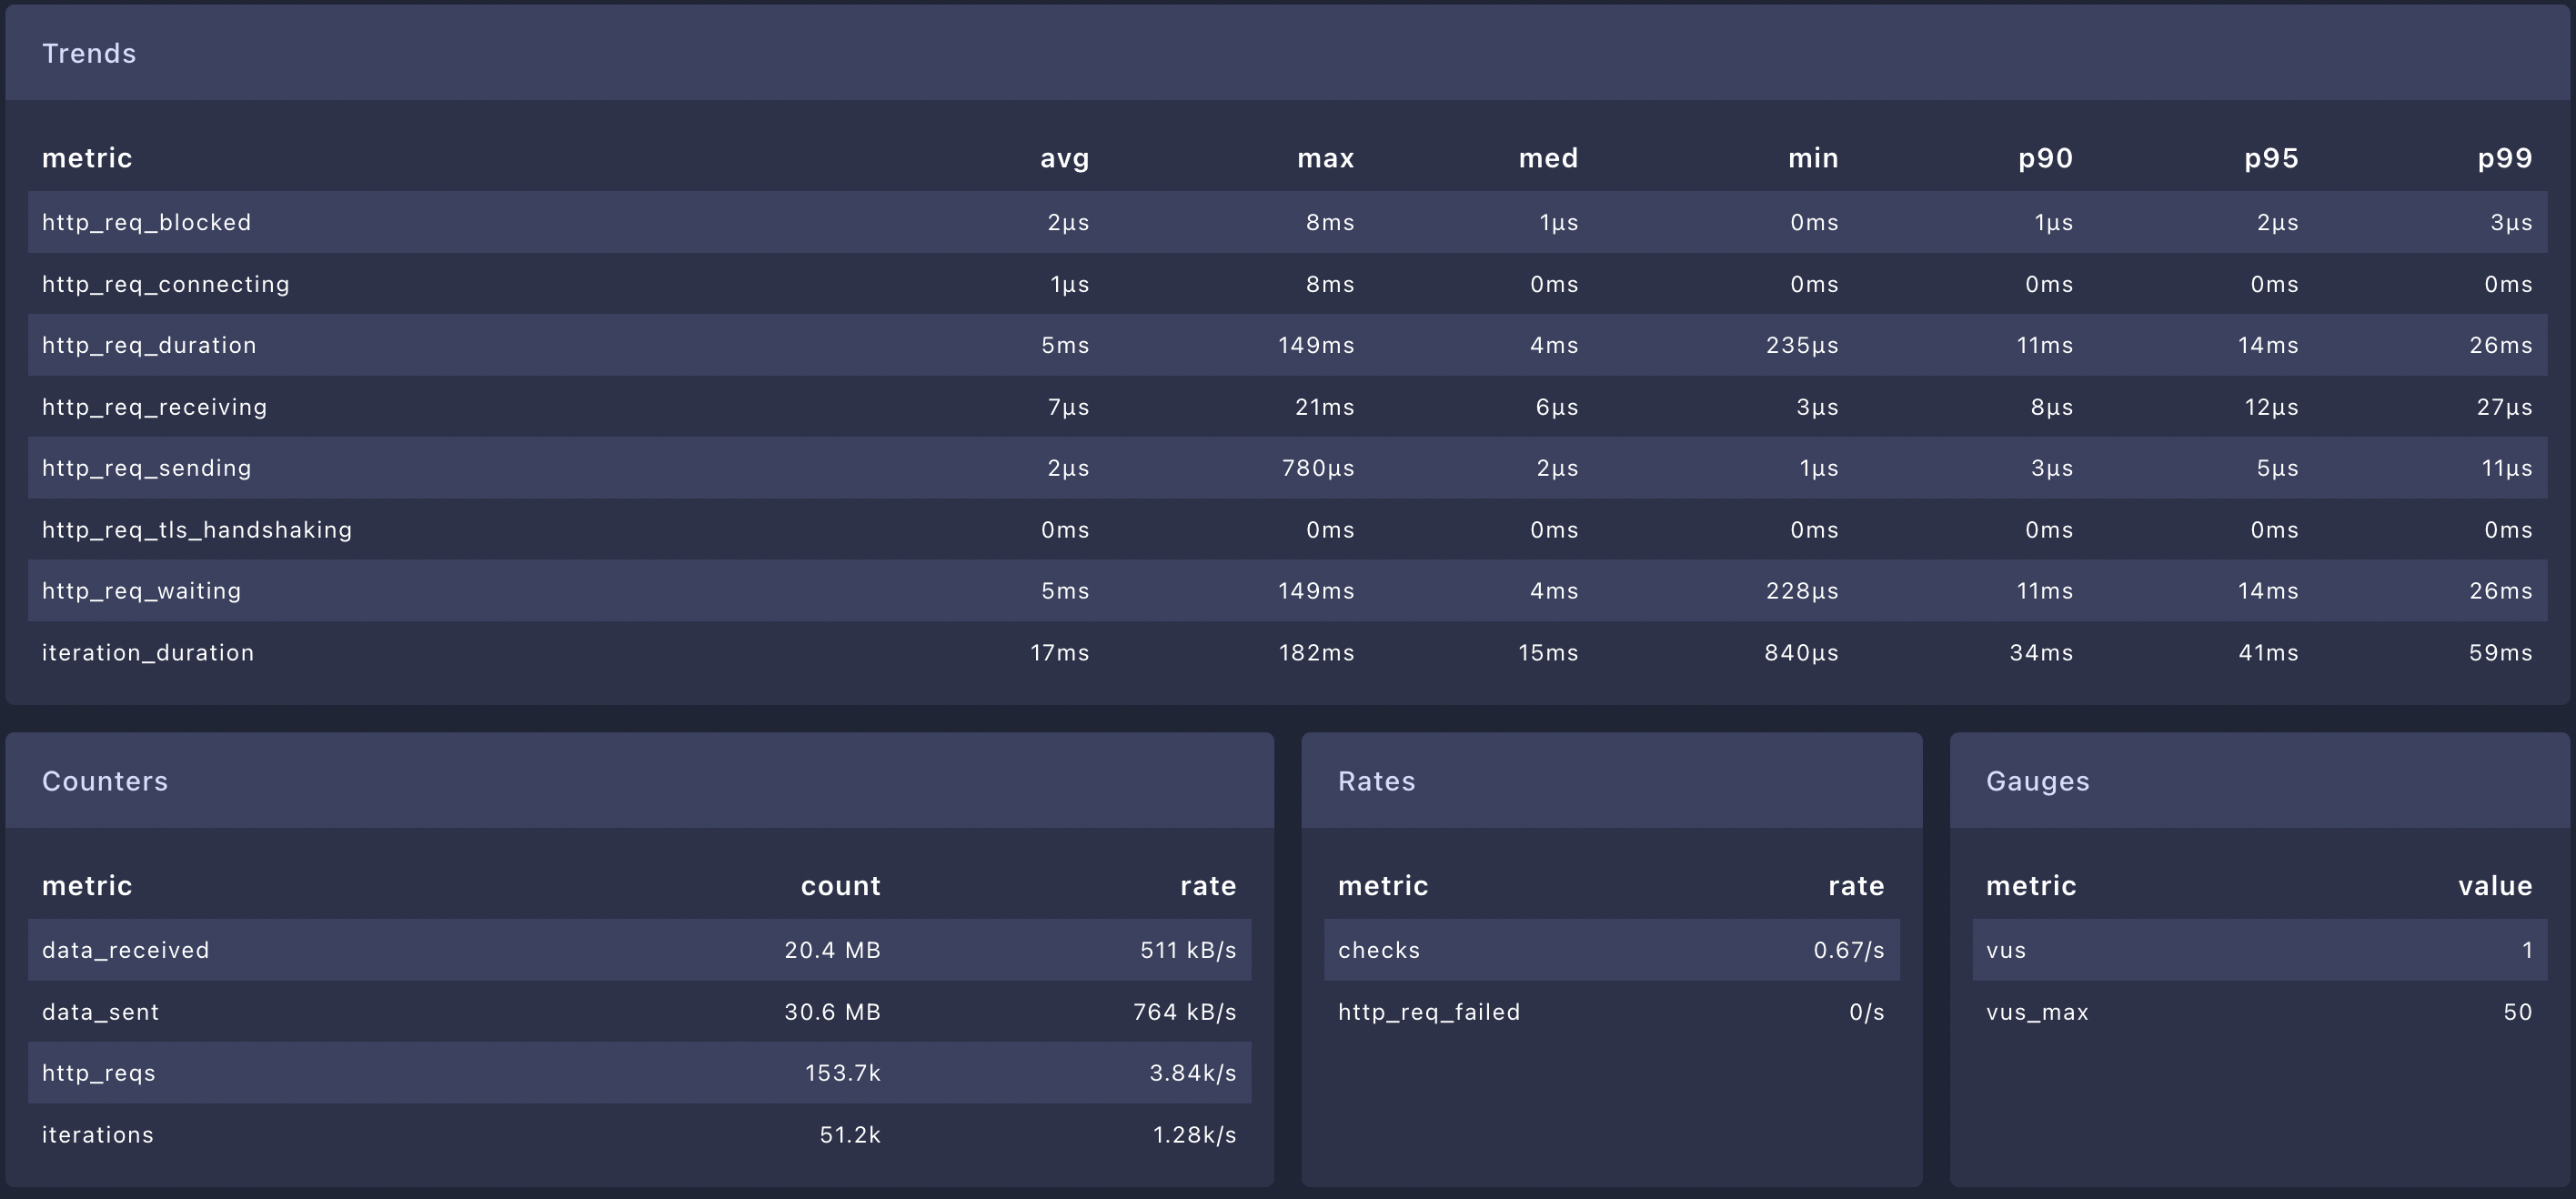 Trends
metric avg max med min p90 p95 p99
http_req_blocked 2µs 8ms 1µs 0ms 1µs 2µs 3µs
http_req_connecting 1µs 8ms 0ms 0ms 0ms 0ms 0ms
http_req_duration 5ms 149ms 4ms 235µs 11ms 14ms 26ms
http_req_receiving 7µs 21ms 6µs 3µs 8µs 12µs 27µs
http_req_sending 2µs 780µs 2µs 1µs 3µs 5µs 11µs
http_req_tls_handshaking 0ms 0ms 0ms 0ms 0ms 0ms 0ms
http_req_waiting 5ms 149ms 4ms 228µs 11ms 14ms 26ms
iteration_duration 17ms 182ms 15ms 840µs 34ms 41ms 59ms
Counters
metric count rate
data_received 20.4 MB 511 kB/s
data_sent 30.6 MB 764 kB/s
http_reqs 153.7k 3.84k/s
iterations 51.2k 1.28k/s
Rates
metric rate
checks 0.67/s
http_req_failed 0/s
Gauges
metric value
vus 1
vus_max 50